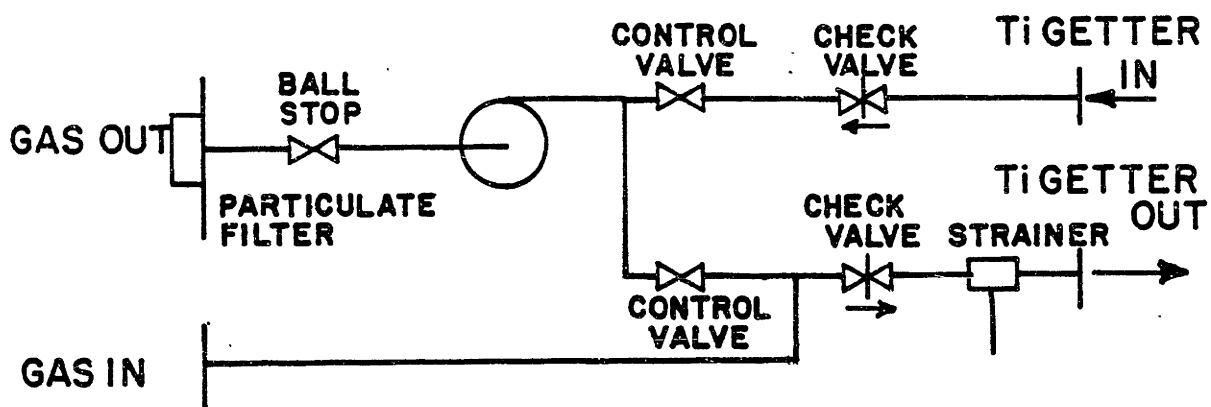 CONTROL
VALVE
CHECK
VALVE
Ti GETTER
IN
BALL
STOP
GAS OUT
PARTICULATE
FILTER
Ti GETTER
OUT
CHECK
VALVE
STRAINER
CONTROL
VALVE
GAS IN